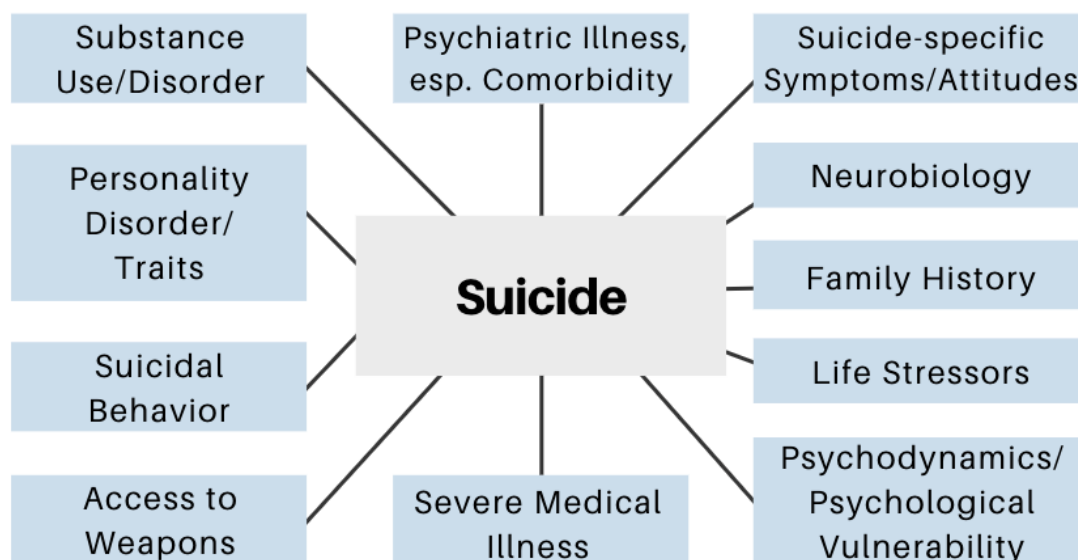 Substance
Use/Disorder
Psychiatric Illness,
esp. Comorbidity
Suicide-specific
Symptoms/Attitudes
Personality
Disorder/
Traits
Neurobiology
Suicide
Family History
Suicidal
Behavior
Life Stressors
Access to
Weapons
Severe Medical
Illness
Psychodynamics/
Psychological
Vulnerability